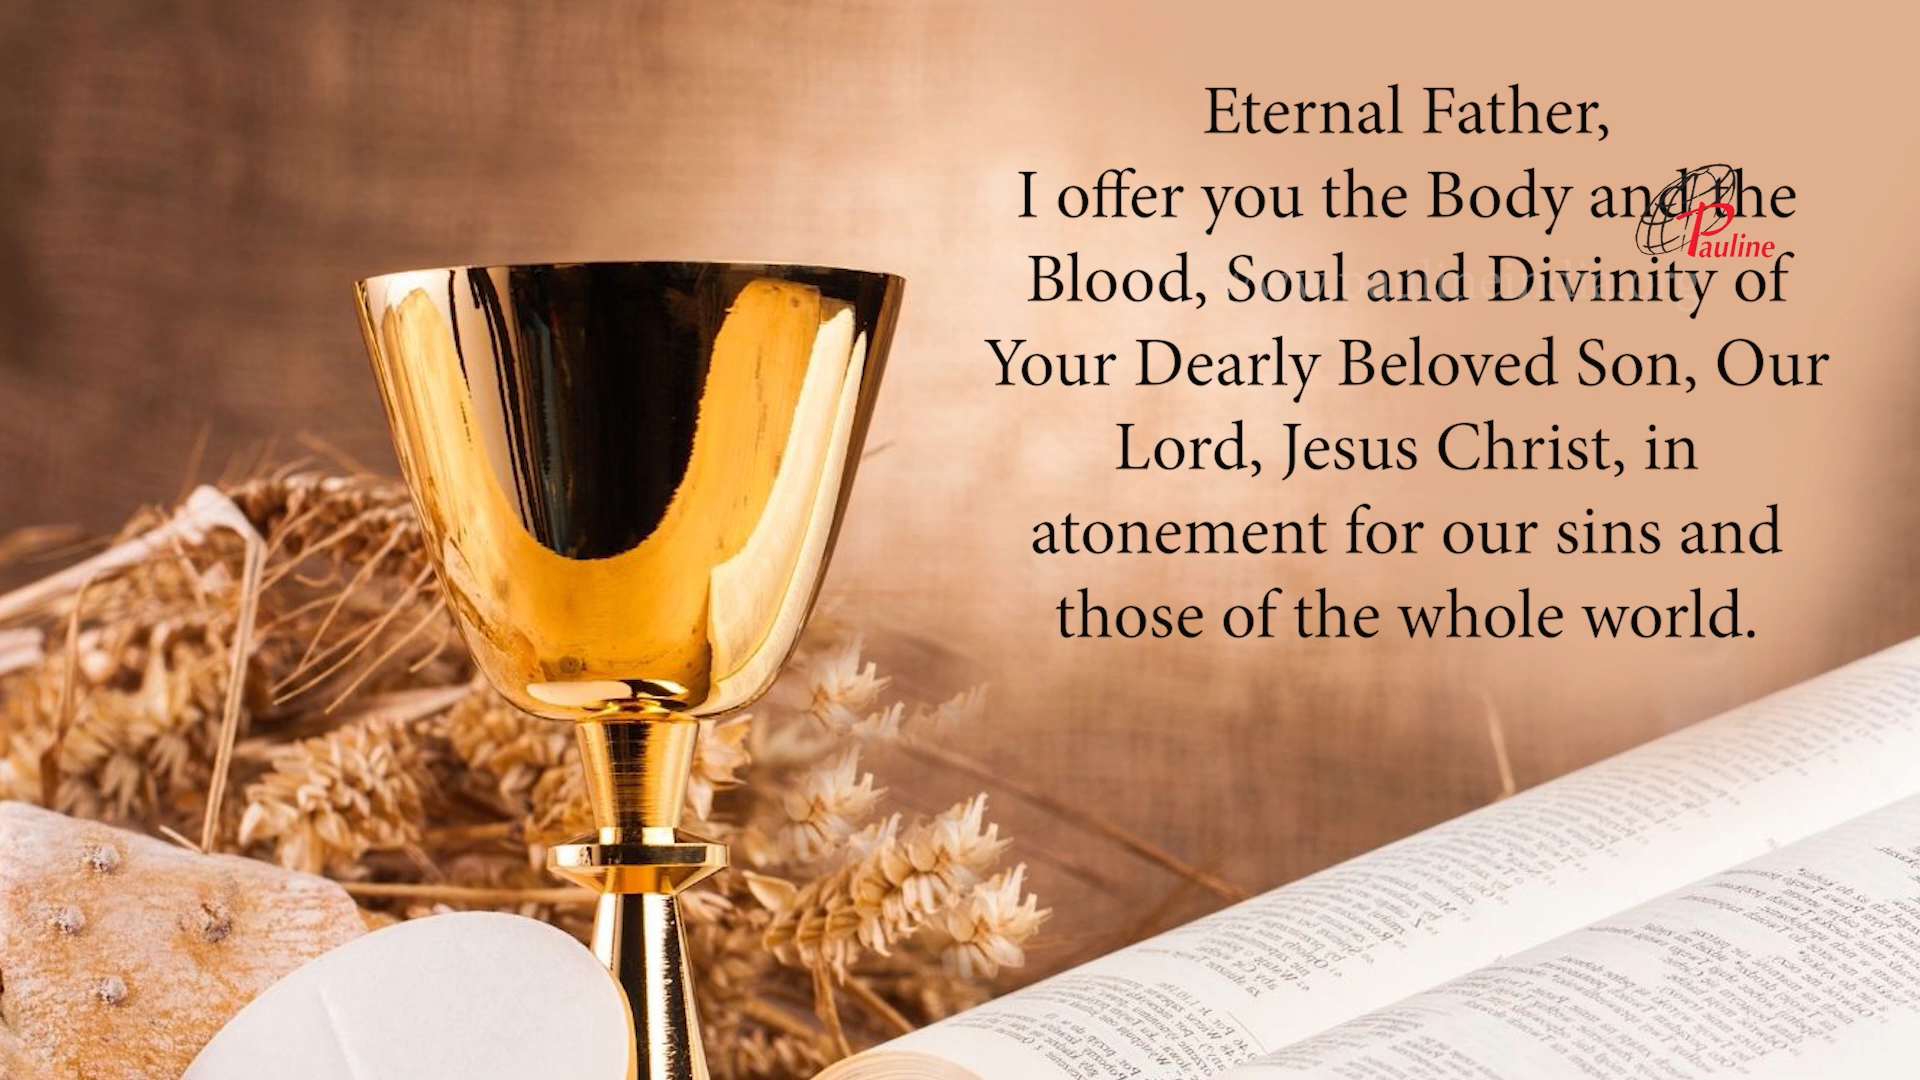 Eternal Father,
I offer you the Body and the
Pauline
Blood, Soul and Divinity of
Your Dearly Beloved Son, Our
Lord, Jesus Christ, in
atonement for our sins and
those of the whole world.